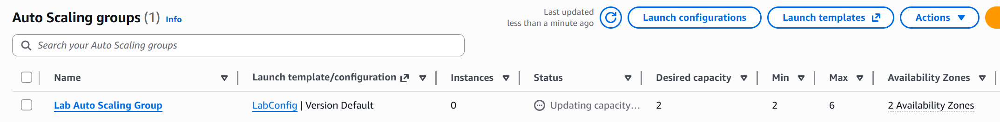 Auto Scaling groups (1) Info
Last updated
less than a minute ago
Launch configurations
Launch templates
Actions
Search your Auto Scaling groups
Name Launch template/configuration Instances Status Desired capacity Min Max Availability Zones
Lab Auto Scaling Group LabConfig | Version Default 0 Updating capacity... 2 2 6 2 Availability Zones